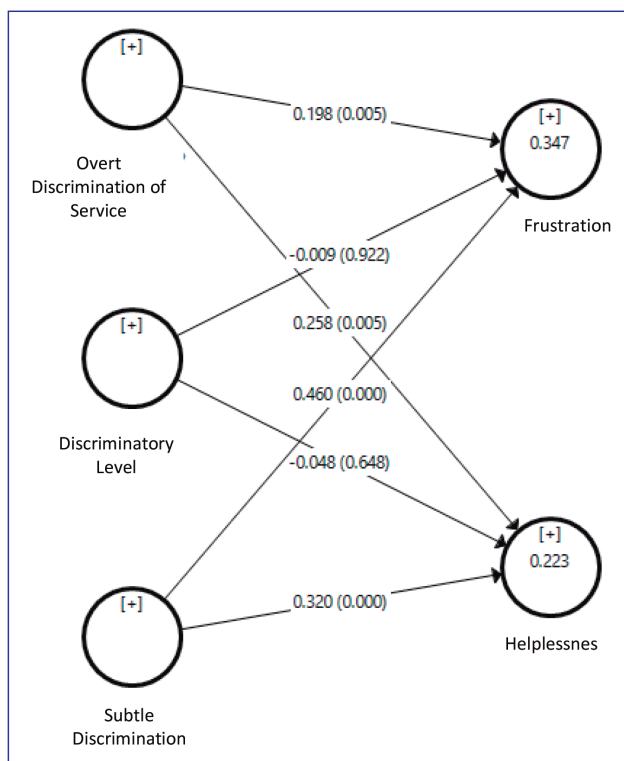 [+]
Overt
Discrimination of
Service
0.198 (0.005)
[+]
0.347
Frustration
-0.009 (0.922)
0.258 (0.005)
[+]
Discriminatory
Level
0.460 (0.000)
-0.048 (0.648)
[+]
0.223
Helplessnes
[+]
Subtle
Discrimination
0.320 (0.000)